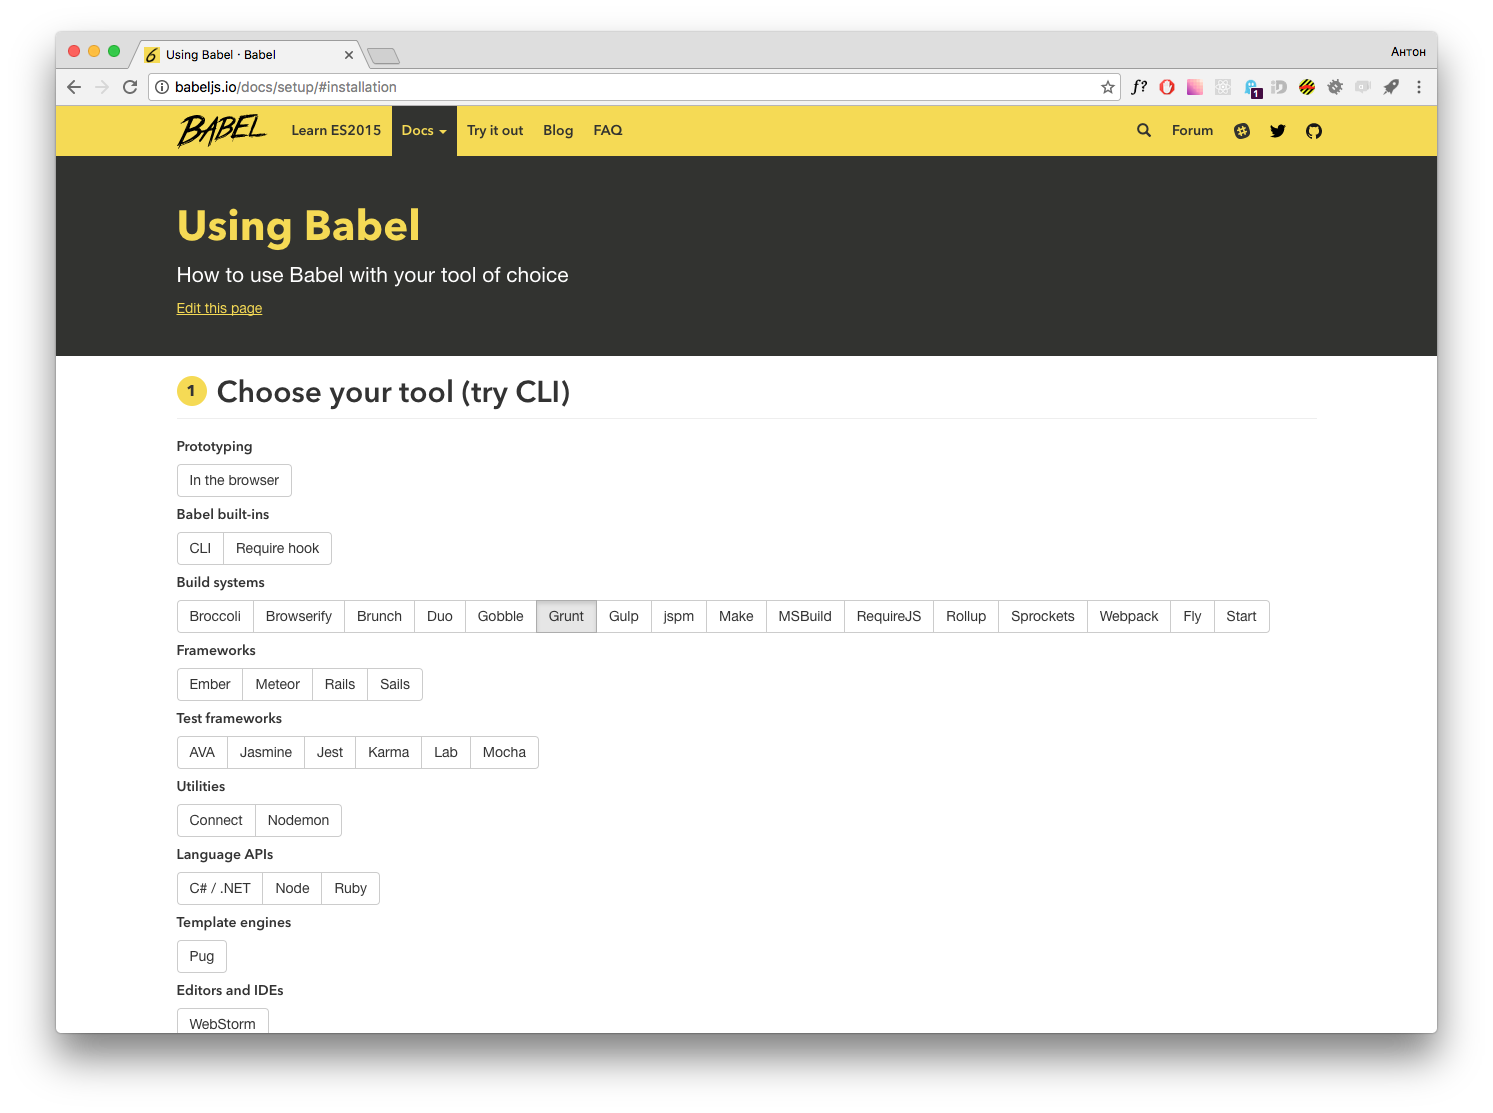 Using Babel · Babel
Антон
babeljs.io/docs/setup/#installation
f?
1
BABEL Learn ES2015 Docs Try it out Blog FAQ Forum
Using Babel
How to use Babel with your tool of choice
Edit this page
1 Choose your tool (try CLI)
Prototyping
In the browser
Babel built-ins
CLI Require hook
Build systems
Broccoli Browserify Brunch Duo Gobble Grunt Gulp jspm Make MSBuild RequireJS Rollup Sprockets Webpack Fly Start
Frameworks
Ember Meteor Rails Sails
Test frameworks
AVA Jasmine Jest Karma Lab Mocha
Utilities
Connect Nodemon
Language APIs
C# / .NET Node Ruby
Template engines
Pug
Editors and IDEs
WebStorm